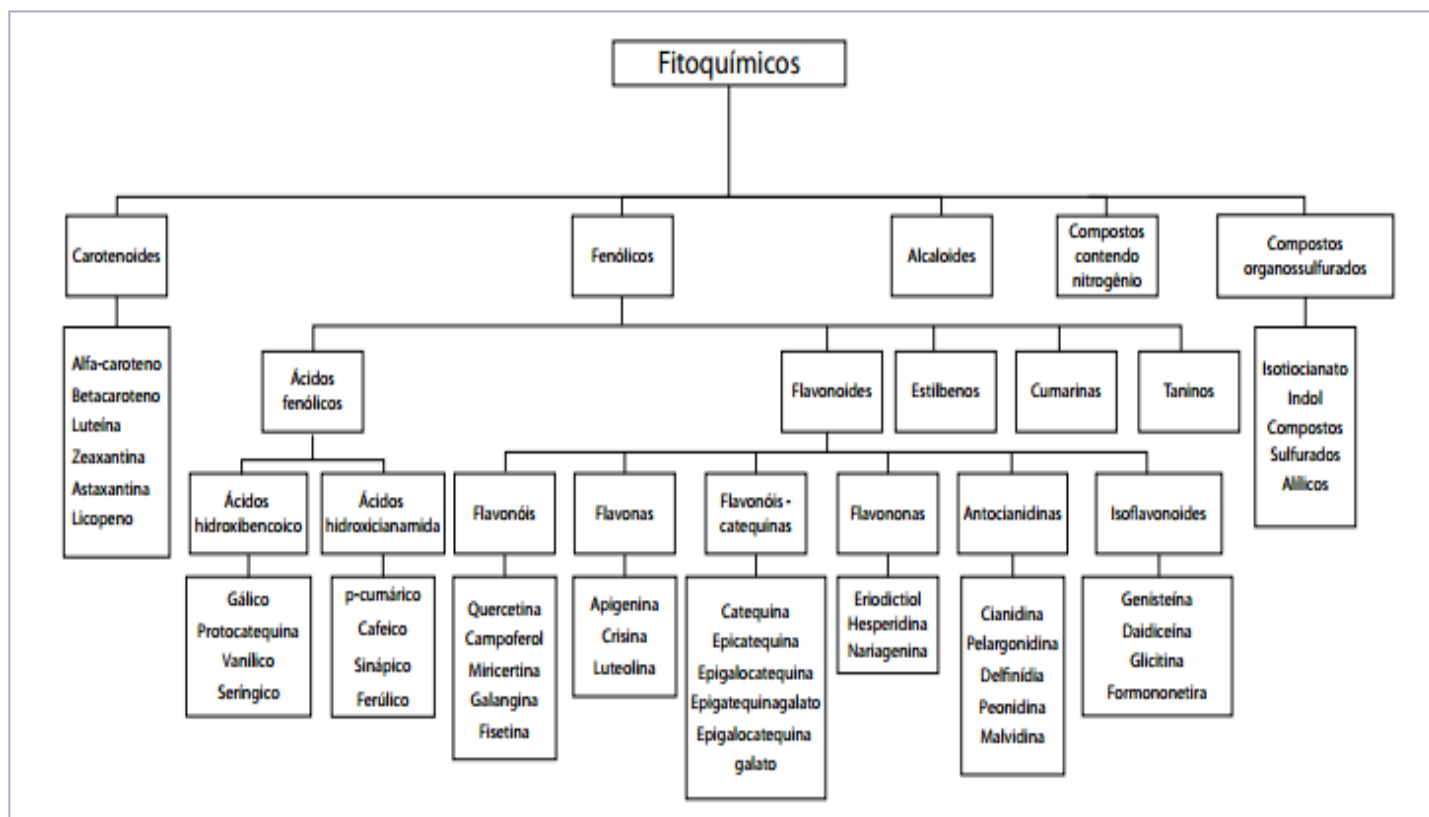 Fitoquímicos
Carotenoides
Fenólicos
Alcaloides
Compostos
contendo
nitrogênio
Compostos
organossulfurados
Alfa-caroteno
Betacaroteno
Luteína
Zeaxantina
Astaxantina
Licopeno
Ácidos
fenólicos
Flavonoides
Estilbenos
Cumarinas
Taninos
Isotiocianato
Indol
Compostos
Sulfurados
Alílicos
Ácidos
hidroxibencoico
Ácidos
hidroxicianamida
Flavonóis
Flavonas
Flavonóis -
catequinas
Flavononas
Antocianidinas
Isoflavonoides
Gálico
Protocatequina
Vanílico
Seríngico
p-cumárico
Cafeico
Sinápico
Ferúlico
Quercetina
Campoferol
Miricertina
Galangina
Fisetina
Apigenina
Crisina
Luteolina
Catequina
Epicatequina
Epigalocatequina
Epigatequinagalato
Epigalocatequina
galato
Eriodictiol
Hesperidina
Nariagenina
Cianidina
Pelargonidina
Delfinídia
Peonidina
Malvidina
Genisteína
Daidiceína
Glicitina
Formononetira